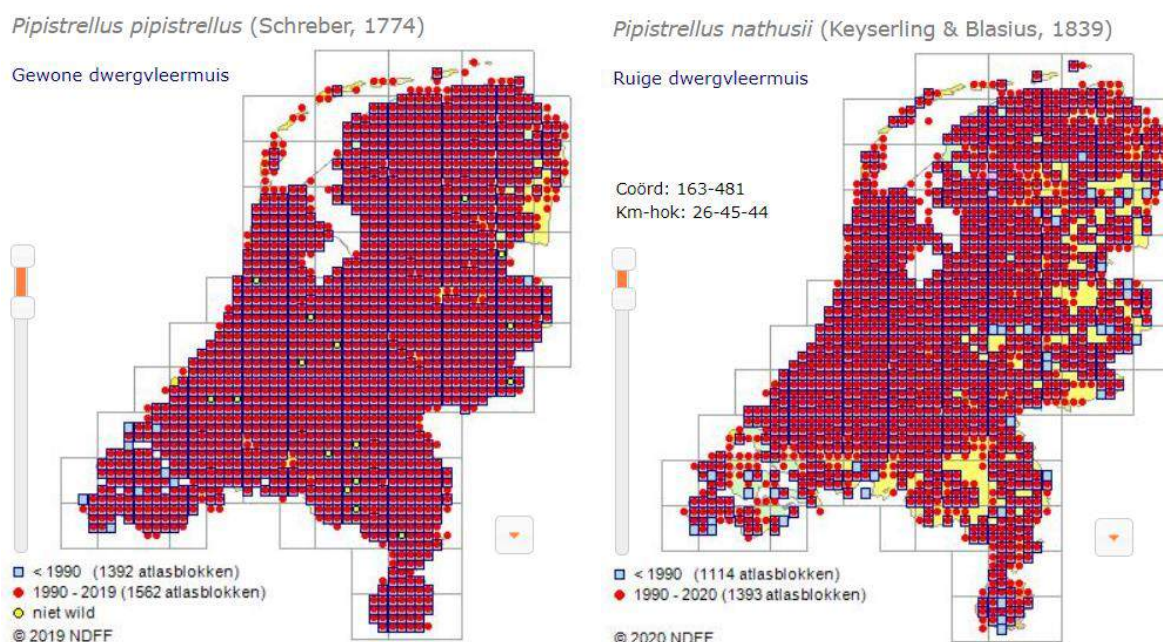 Pipistrellus pipistrellus (Schreber, 1774)
Gewone dwergvleermuis
< 1990 (1392 atlasblokken)
1990 - 2019 (1562 atlasblokken)
niet wild
© 2019 NDFF
Pipistrellus nathusii (Keyserling & Blasius, 1839)
Ruige dwergvleermuis
Coörd: 163-481
Km-hok: 26-45-44
< 1990 (1114 atlasblokken)
1990 - 2020 (1393 atlasblokken)
© 2020 NDFF